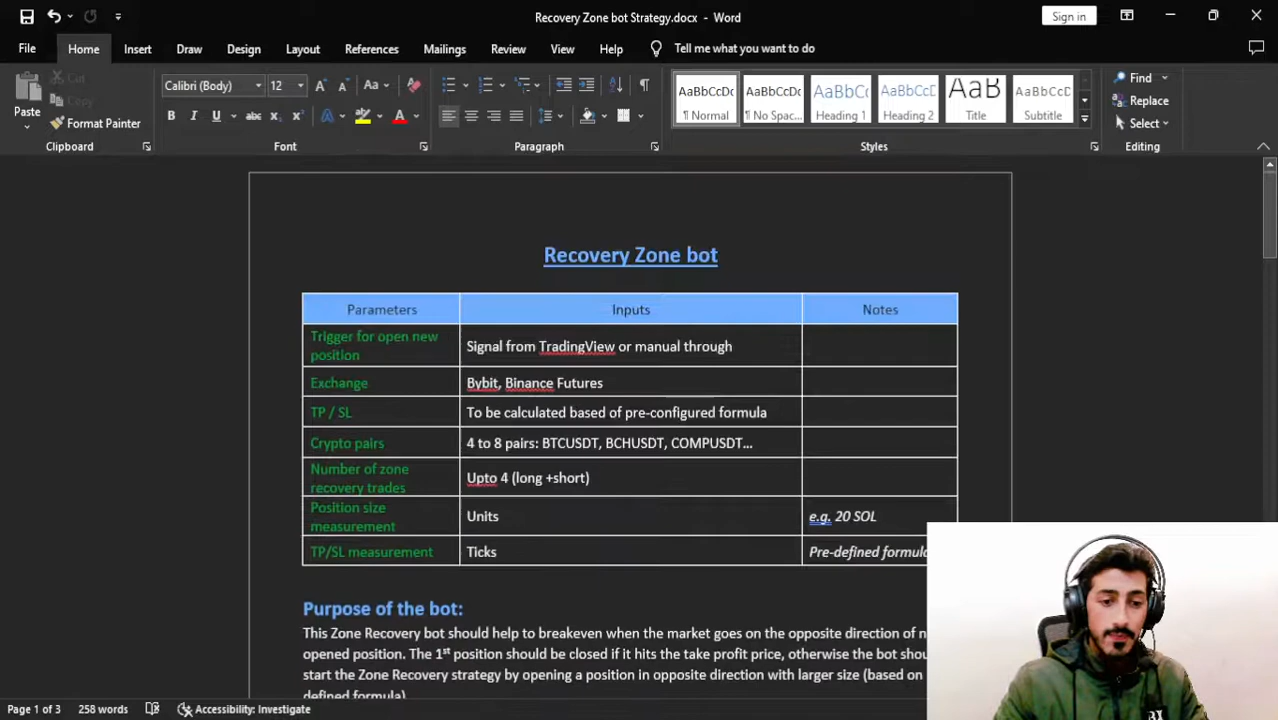 Recovery Zone bot Strategy.docx - Word
Sign in
File Home Insert Draw Design Layout References Mailings Review View Help Tell me what you want to do
Paste
Cut
Copy
Format Painter
Clipboard
Calibri (Body) 12
Font
Paragraph
AaBbCcDc AaBbCcDc AaBbCc AaBbCcD AaB AaBbCcD
¶ Normal ¶ No Spac... Heading 1 Heading 2 Title Subtitle
Styles
Find
Replace
Select
Editing
Recovery Zone bot
Parameters Inputs Notes
Trigger for open new
position
Signal from TradingView or manual through
Exchange Bybit, Binance Futures
TP / SL To be calculated based of pre-configured formula
Crypto pairs 4 to 8 pairs: BTCUSDT, BCHUSDT, COMPUSDT...
Number of zone
recovery trades
Upto 4 (long +short)
Position size
measurement
Units e.g. 20 SOL
TP/SL measurement Ticks Pre-defined formula
Purpose of the bot:
This Zone Recovery bot should help to breakeven when the market goes on the opposite direction of
opened position. The 1st position should be closed if it hits the take profit price, otherwise the bot
start the Zone Recovery strategy by opening a position in opposite direction with larger size (based on
defined formula)
Page 1 of 3 258 words Accessibility: Investigate